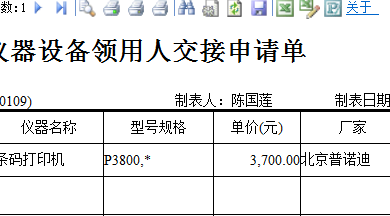 数: 1 关于
仪器设备领用人交接申请单
0109) 制表人: 陈国莲 制表日期
仪器名称 型号规格 单价(元) 厂家
条码打印机 P3800,* 3,700.00 北京普诺迪